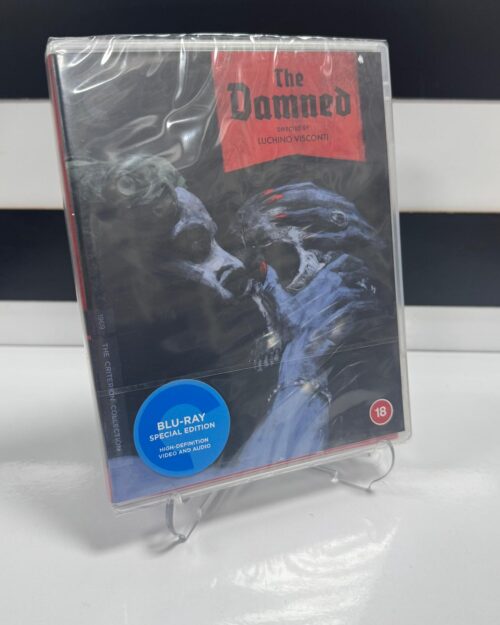 The
Damned
DIRECTED BY
LUCHINO VISCONTI
1969 THE CRITERION COLLECTION
BLU-RAY
SPECIAL EDITION
HIGH-DEFINITION
VIDEO AND AUDIO
18